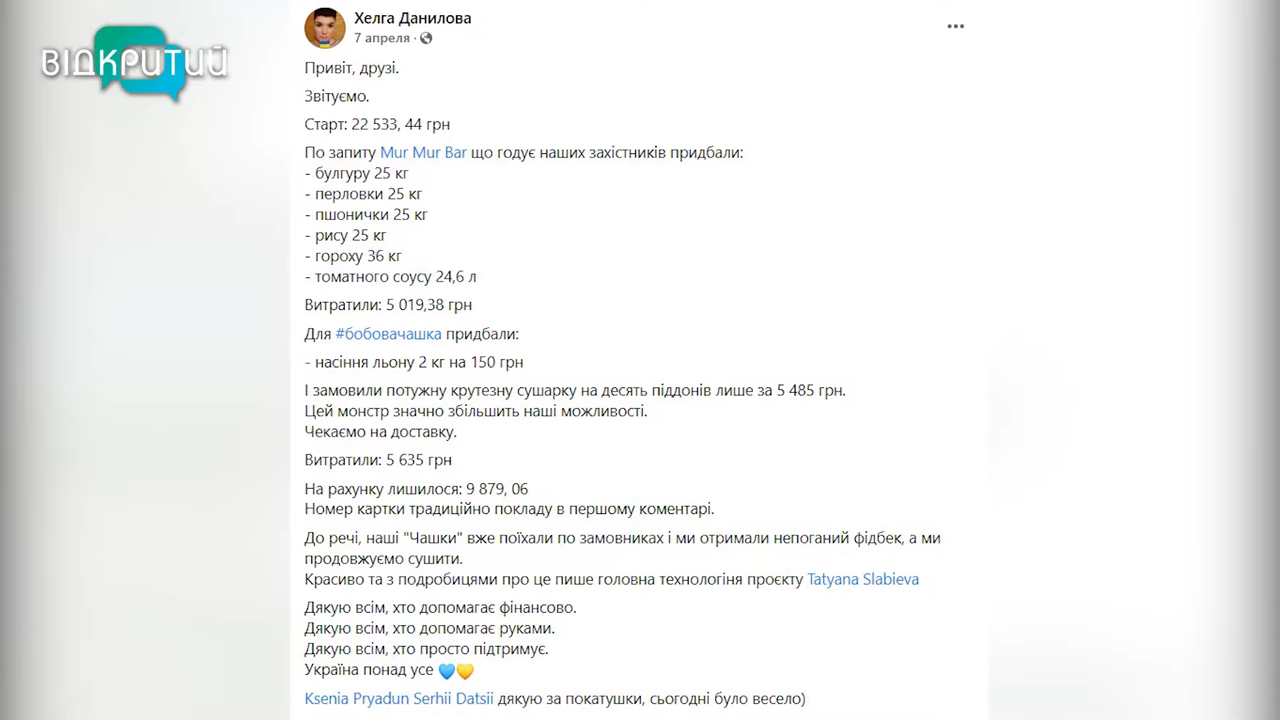 ВІДКРИТИЙ
Хелга Данилова
7 апреля ·
Привіт, друзі.
Звітуємо.
Старт: 22 533, 44 грн
По запиту Mur Mur Bar що годує наших захістників придбали:
- булгуру 25 кг
- перловки 25 кг
- пшонички 25 кг
- рису 25 кг
- гороху 36 кг
- томатного соусу 24,6 л
Витратили: 5 019,38 грн
Для #бобовачашка придбали:
- насіння льону 2 кг на 150 грн
І замовили потужну крутезну сушарку на десять піддонів лише за 5 485 грн.
Цей монстр значно збільшить наші можливості.
Чекаємо на доставку.
Витратили: 5 635 грн
На рахунку лишилося: 9 879, 06
Номер картки традиційно покладу в першому коментарі.
До речі, наші "Чашки" вже поїхали по замовниках і ми отримали непоганий фідбек, а ми
продовжуємо сушити.
Красиво та з подробицями про це пише головна технологіня проєкту Tatyana Slabieva
Дякую всім, хто допомагає фінансово.
Дякую всім, хто допомагає руками.
Дякую всім, хто просто підтримує.
Україна понад усе 💙💛
Ksenia Pryadun Serhii Datsii дякую за покатушки, сьогодні було весело)